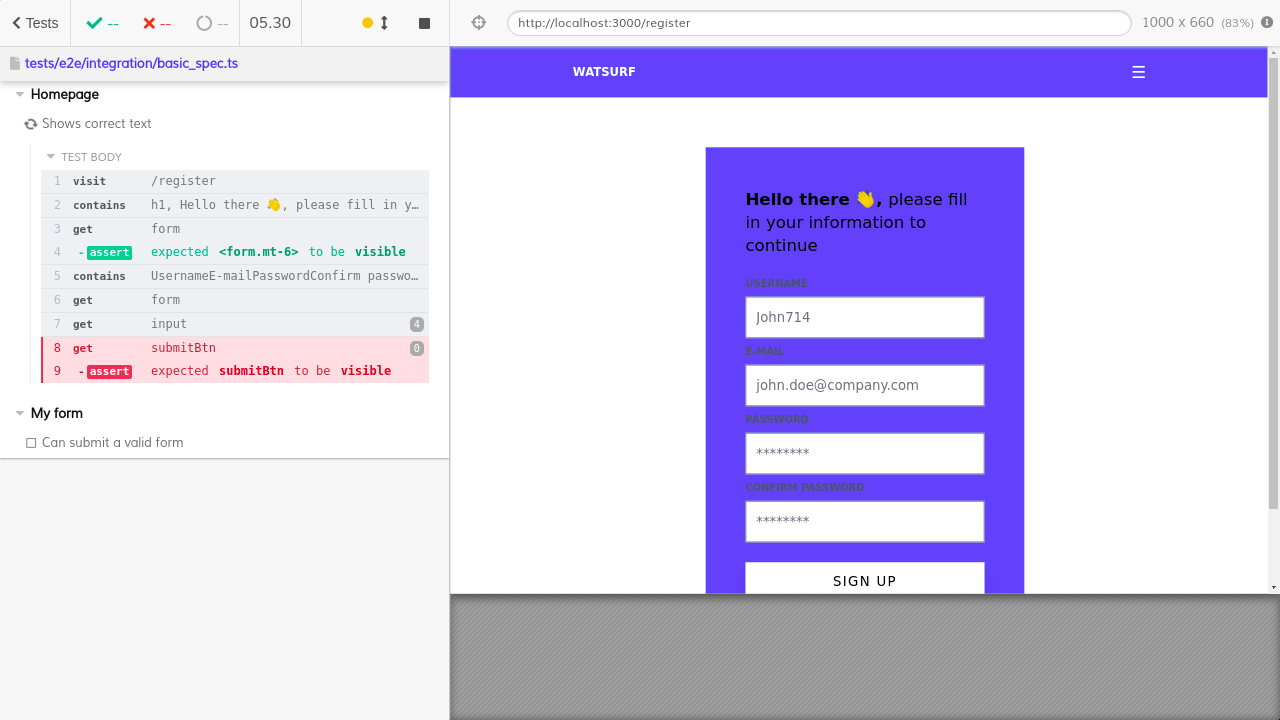 Tests -- -- -- 05.30
tests/e2e/integration/basic_spec.ts
Homepage
Shows correct text
TEST BODY
1 visit /register
2 contains h1, Hello there 👋, please fill in y…
3 get form
4 -assert expected <form.mt-6> to be visible
5 contains UsernameE-mailPasswordConfirm passwo…
6 get form
7 get input 4
8 get submitBtn 0
9 -assert expected submitBtn to be visible
My form
Can submit a valid form
http://localhost:3000/register
1000 x 660 (83%)
WATSURF
Hello there 👋, please fill
in your information to
continue
USERNAME
John714
E-MAIL
john.doe@company.com
PASSWORD
********
CONFIRM PASSWORD
********
SIGN UP